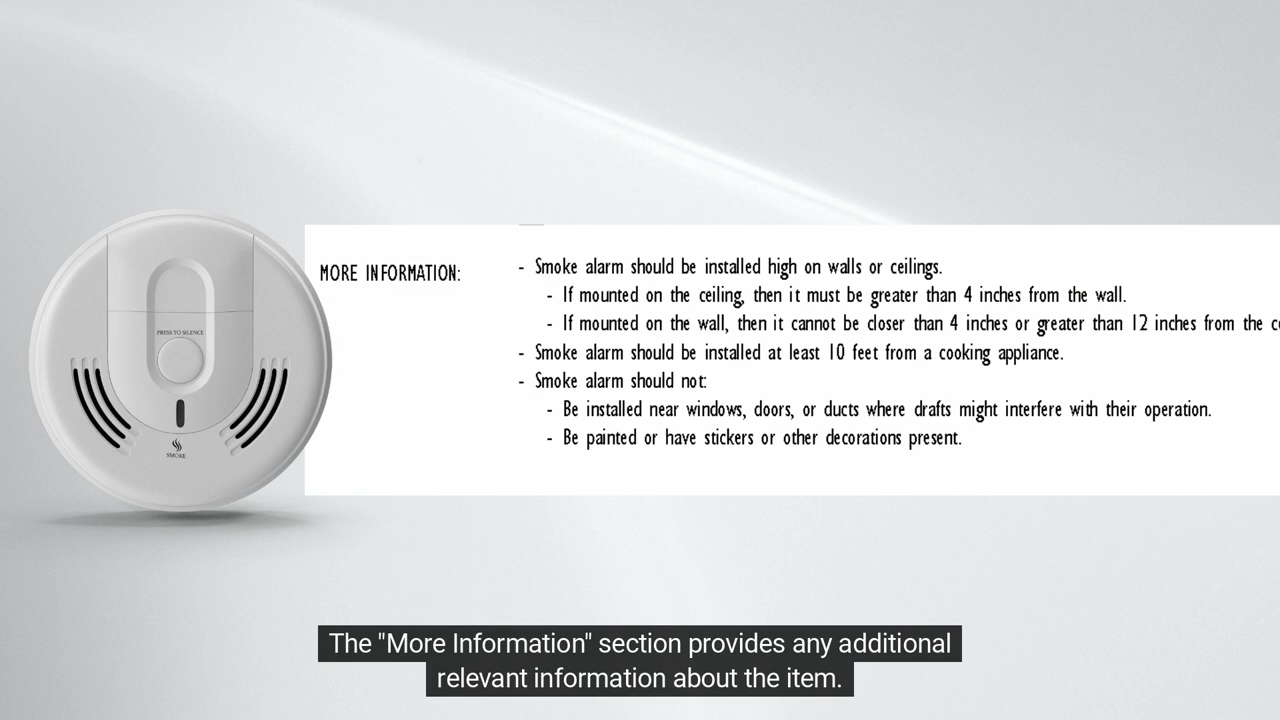 PRESS TO SILENCE
SMOKE
MORE INFORMATION:
- Smoke alarm should be installed high on walls or ceilings.
- If mounted on the ceiling, then it must be greater than 4 inches from the wall.
- If mounted on the wall, then it cannot be closer than 4 inches or greater than 12 inches from the
- Smoke alarm should be installed at least 10 feet from a cooking appliance.
- Smoke alarm should not:
- Be installed near windows, doors, or ducts where drafts might interfere with their operation.
- Be painted or have stickers or other decorations present.
The "More Information" section provides any additional
relevant information about the item.